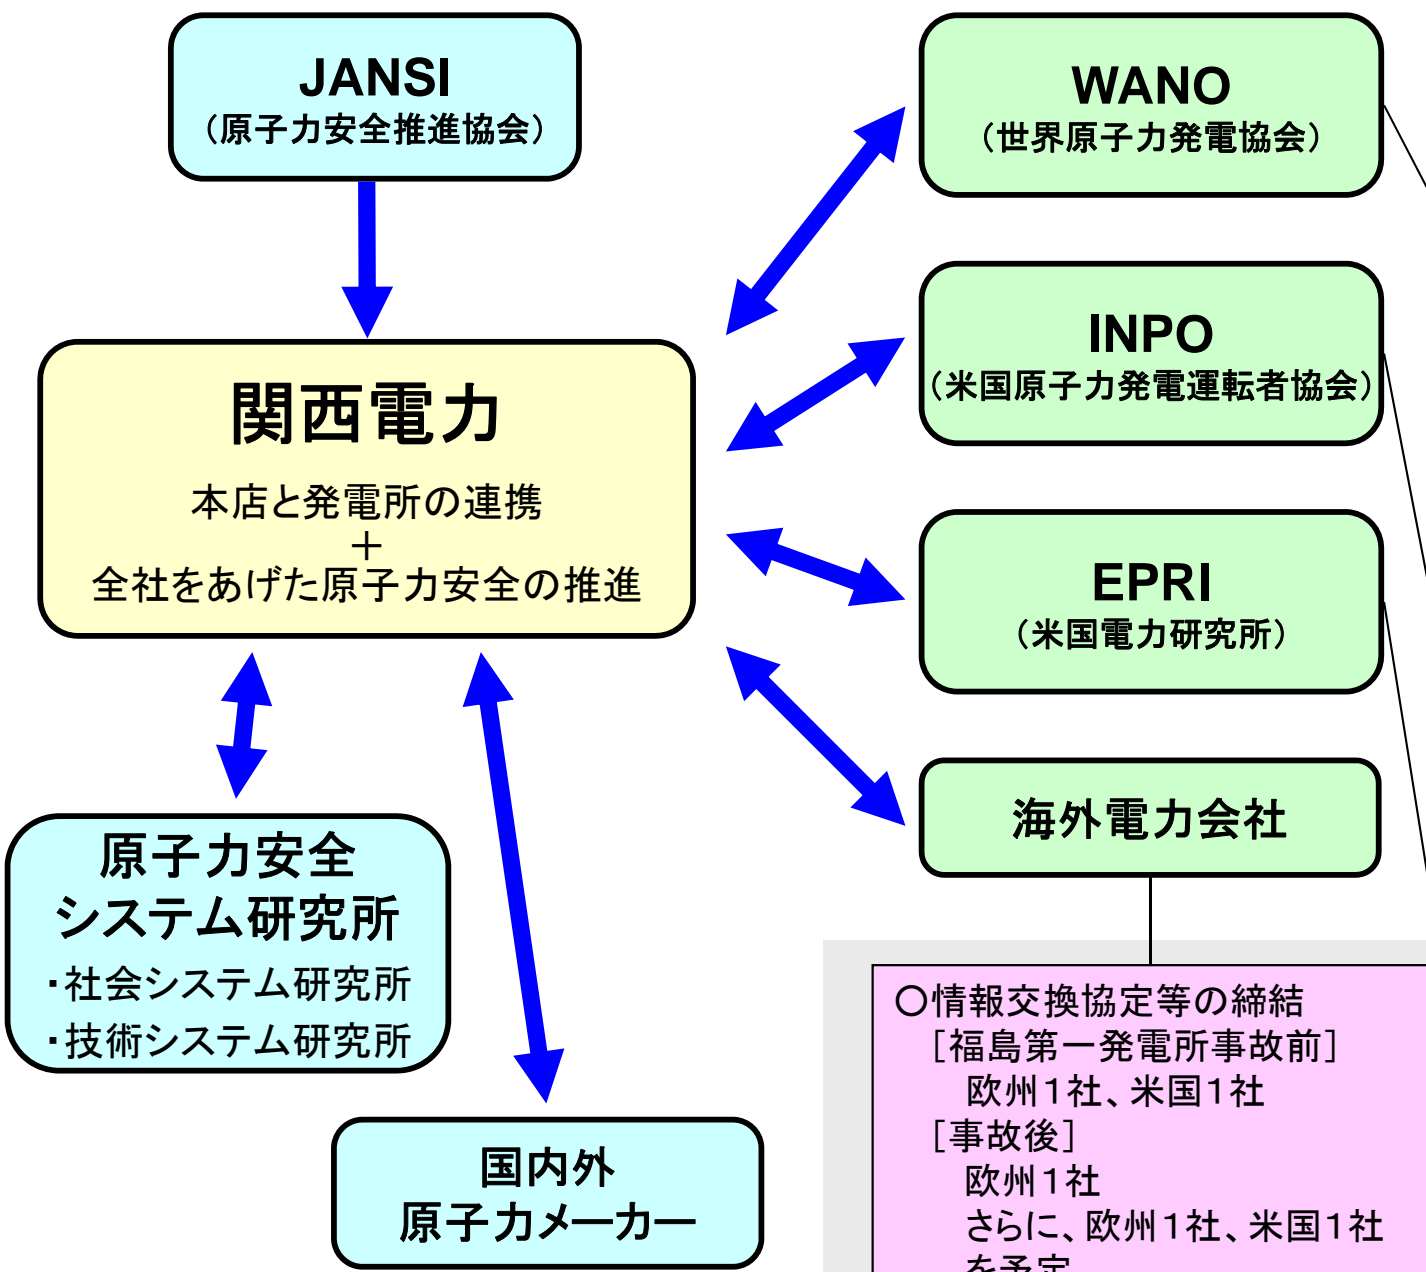 JANSI
（原子力安全推進協会）
WANO
（世界原子力発電協会）
INPO
（米国原子力発電運転者協会）
関西電力
本店と発電所の連携
＋
全社をあげた原子力安全の推進
EPRI
（米国電力研究所）
海外電力会社
原子力安全
システム研究所
・社会システム研究所
・技術システム研究所
国内外
原子力メーカー
○情報交換協定等の締結
［福島第一発電所事故前］
欧州１社、米国１社
［事故後］
欧州１社
さらに、欧州１社、米国１社
を予定